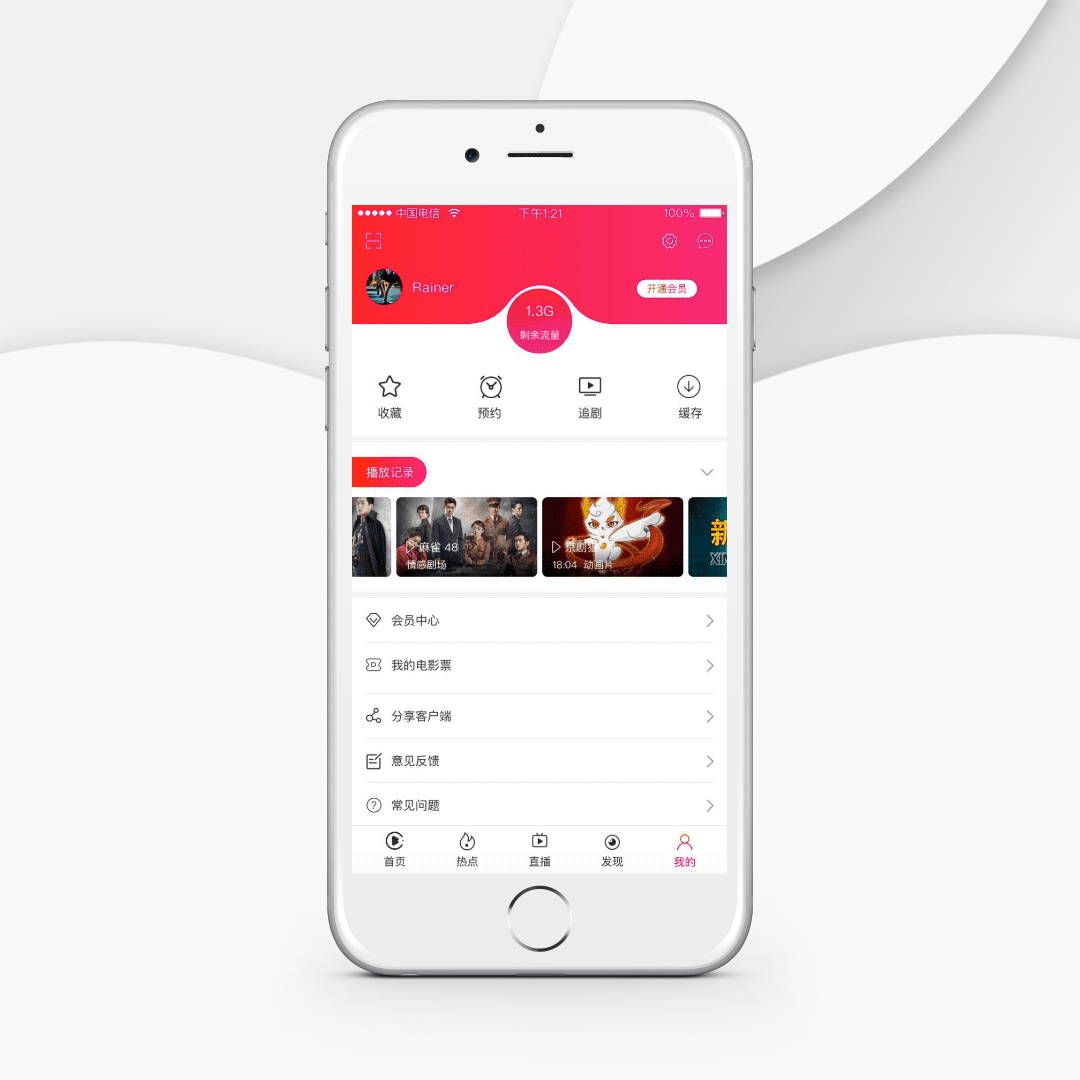 中国电信 下午1:21 100%
Rainer 开通会员
1.3G
剩余流量
收藏 预约 追剧 缓存
播放记录
麻雀 48 京剧猫
情感剧场 18:04 动画片
新
XIN
会员中心
我的电影票
分享客户端
意见反馈
常见问题
首页 热点 直播 发现 我的